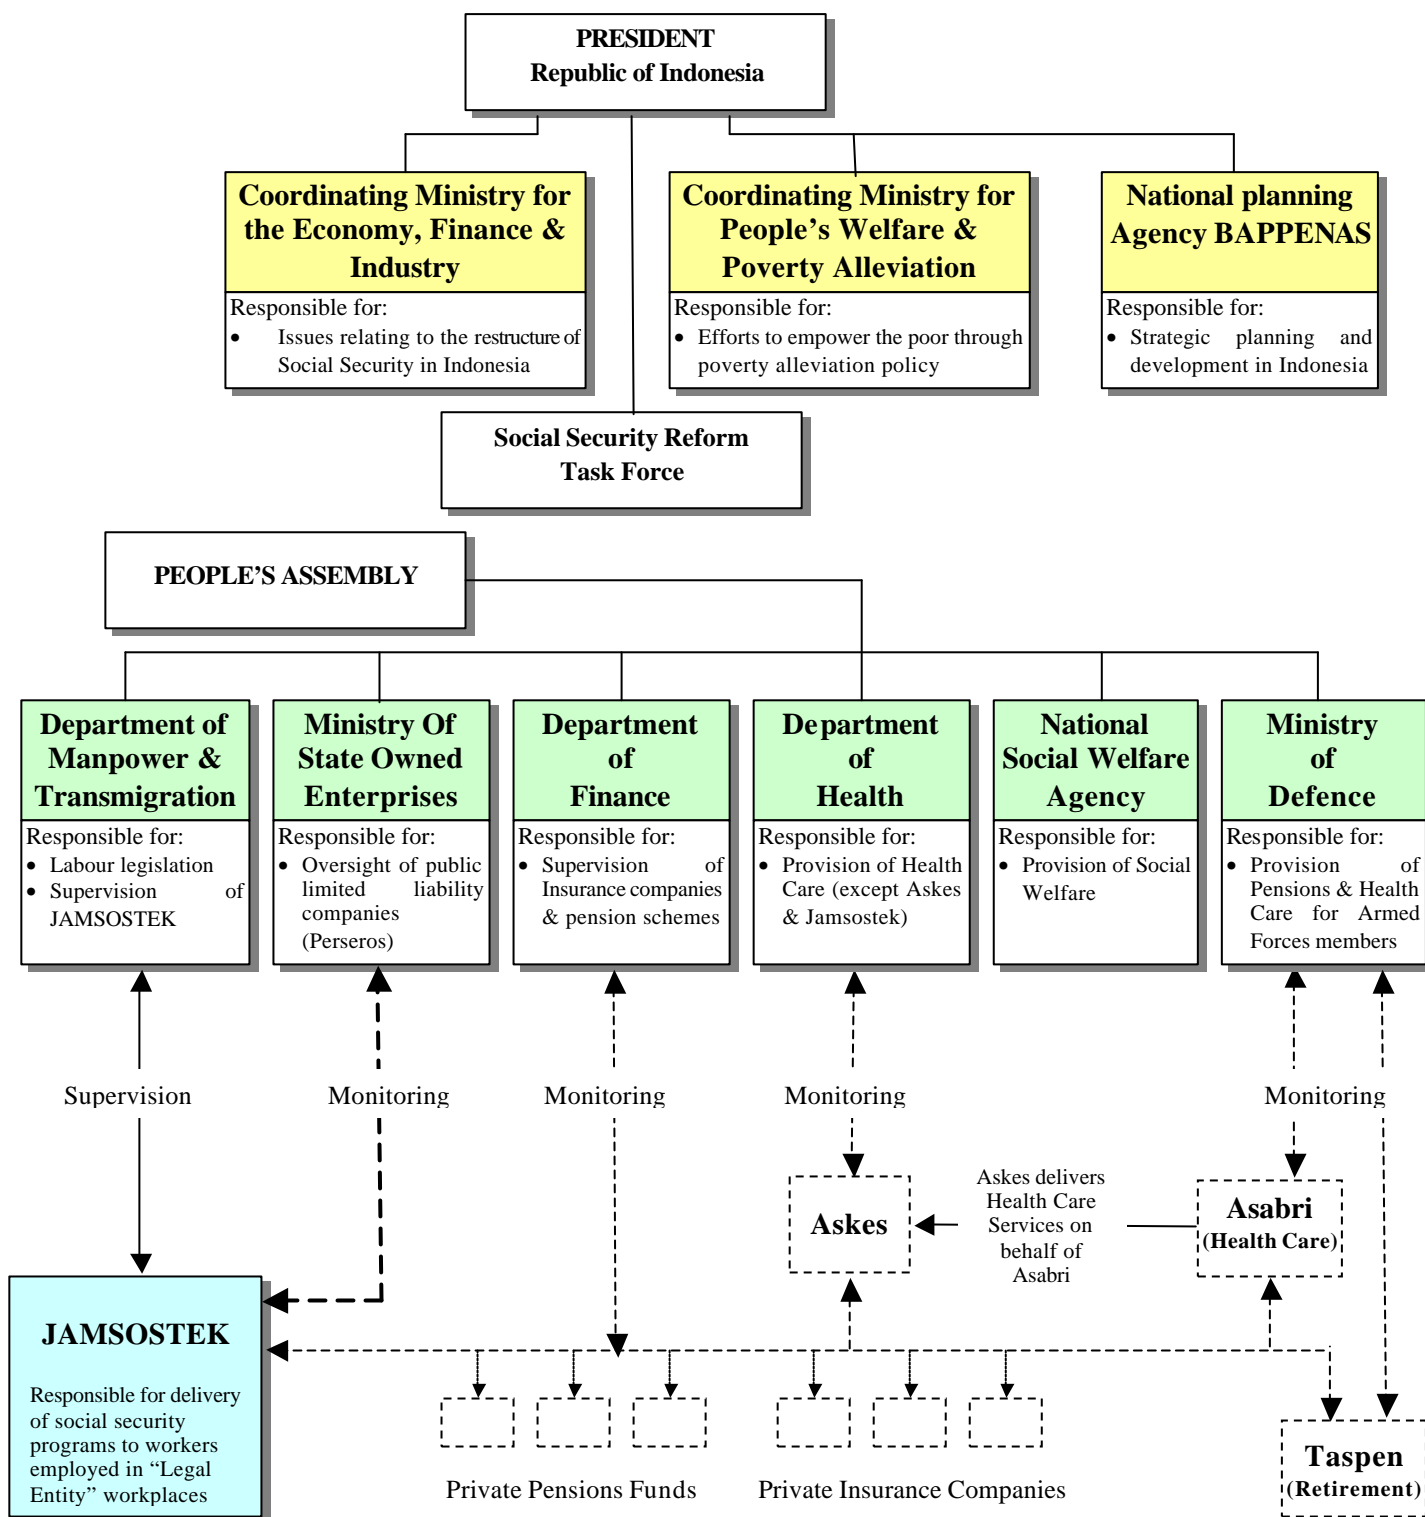 PRESIDENT
Republic of Indonesia
Coordinating Ministry for
the Economy, Finance &
Industry
Responsible for:
• Issues relating to the restructure of
Social Security in Indonesia
Coordinating Ministry for
People's Welfare &
Poverty Alleviation
Responsible for:
• Efforts to empower the poor through
poverty alleviation policy
National planning
Agency BAPPENAS
Responsible for:
• Strategic planning and
development in Indonesia
Social Security Reform
Task Force
PEOPLE'S ASSEMBLY
Department of
Manpower &
Transmigration
Responsible for:
• Labour legislation
• Supervision of
JAMSOSTEK
Ministry Of
State Owned
Enterprises
Responsible for:
• Oversight of public
limited liability
companies
(Perseros)
Department
of
Finance
Responsible for:
• Supervision of
Insurance companies
& pension schemes
Department
of
Health
Responsible for:
• Provision of Health
Care (except Askes
& Jamsostek)
National
Social Welfare
Agency
Responsible for:
• Provision of Social
Welfare
Ministry
of
Defence
Responsible for:
• Provision of
Pensions & Health
Care for Armed
Forces members
Supervision
Monitoring
Monitoring
Monitoring
Monitoring
Askes
Askes delivers
Health Care
Services on
behalf of
Asabri
Asabri
(Health Care)
JAMSOSTEK
Responsible for delivery
of social security
programs to workers
employed in “Legal
Entity” workplaces
Private Pensions Funds
Private Insurance Companies
Taspen
(Retirement)